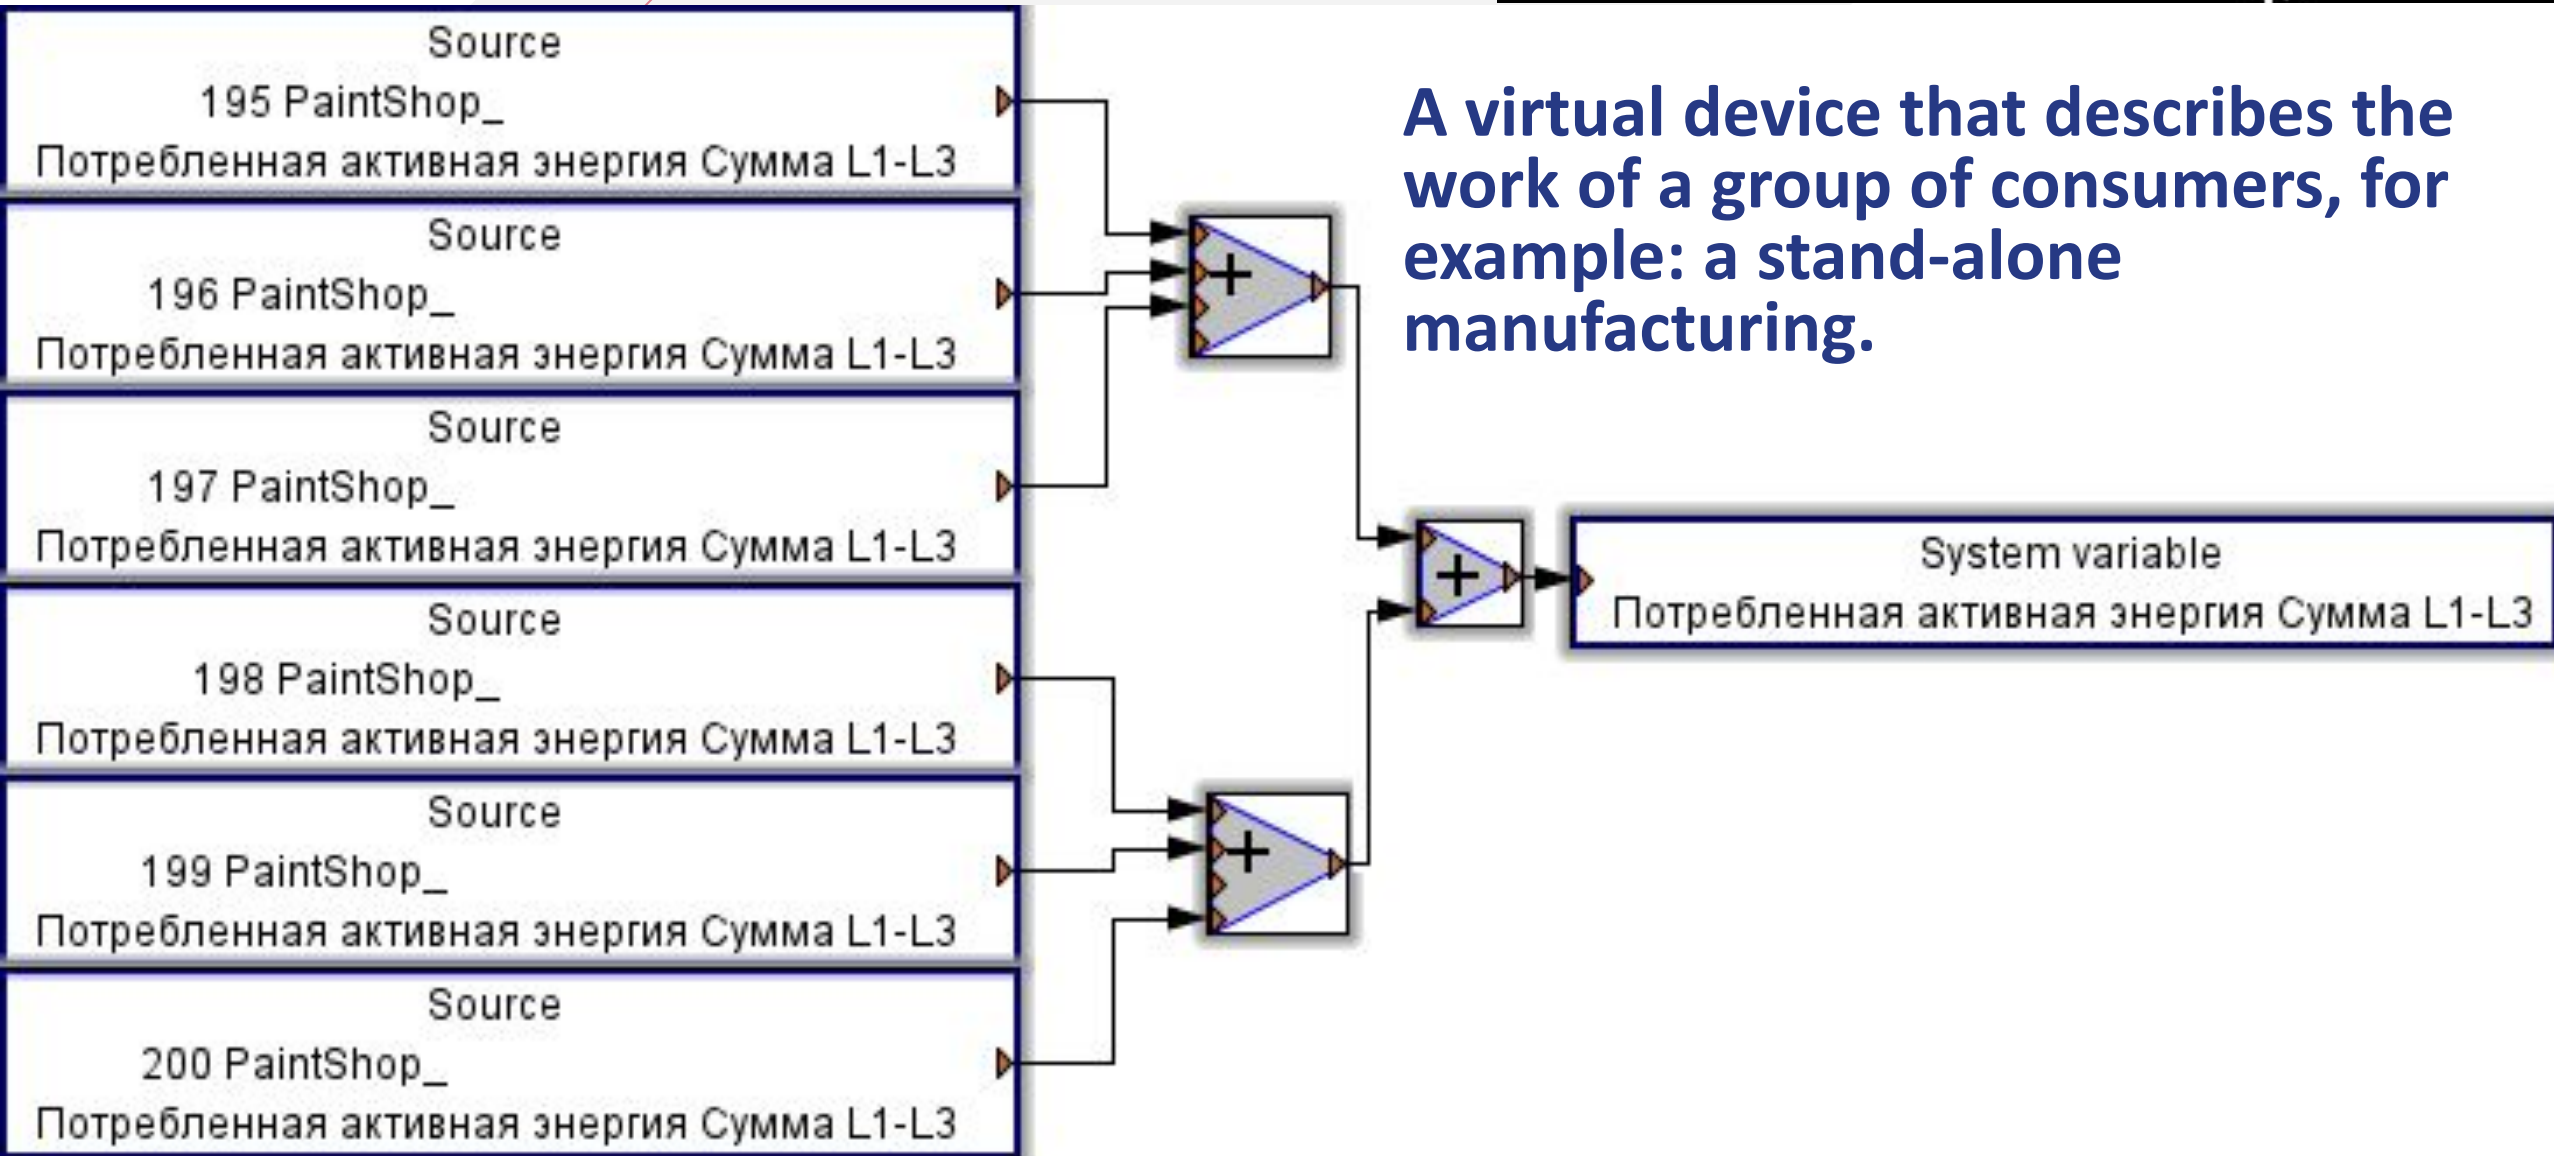 Source
195 PaintShop_
Потребленная активная энергия Сумма L1-L3
Source
196 PaintShop_
Потребленная активная энергия Сумма L1-L3
Source
197 PaintShop_
Потребленная активная энергия Сумма L1-L3
Source
198 PaintShop_
Потребленная активная энергия Сумма L1-L3
Source
199 PaintShop_
Потребленная активная энергия Сумма L1-L3
Source
200 PaintShop_
Потребленная активная энергия Сумма L1-L3
+
+
+
A virtual device that describes the
work of a group of consumers, for
example: a stand-alone
manufacturing.
System variable
Потребленная активная энергия Сумма L1-L3